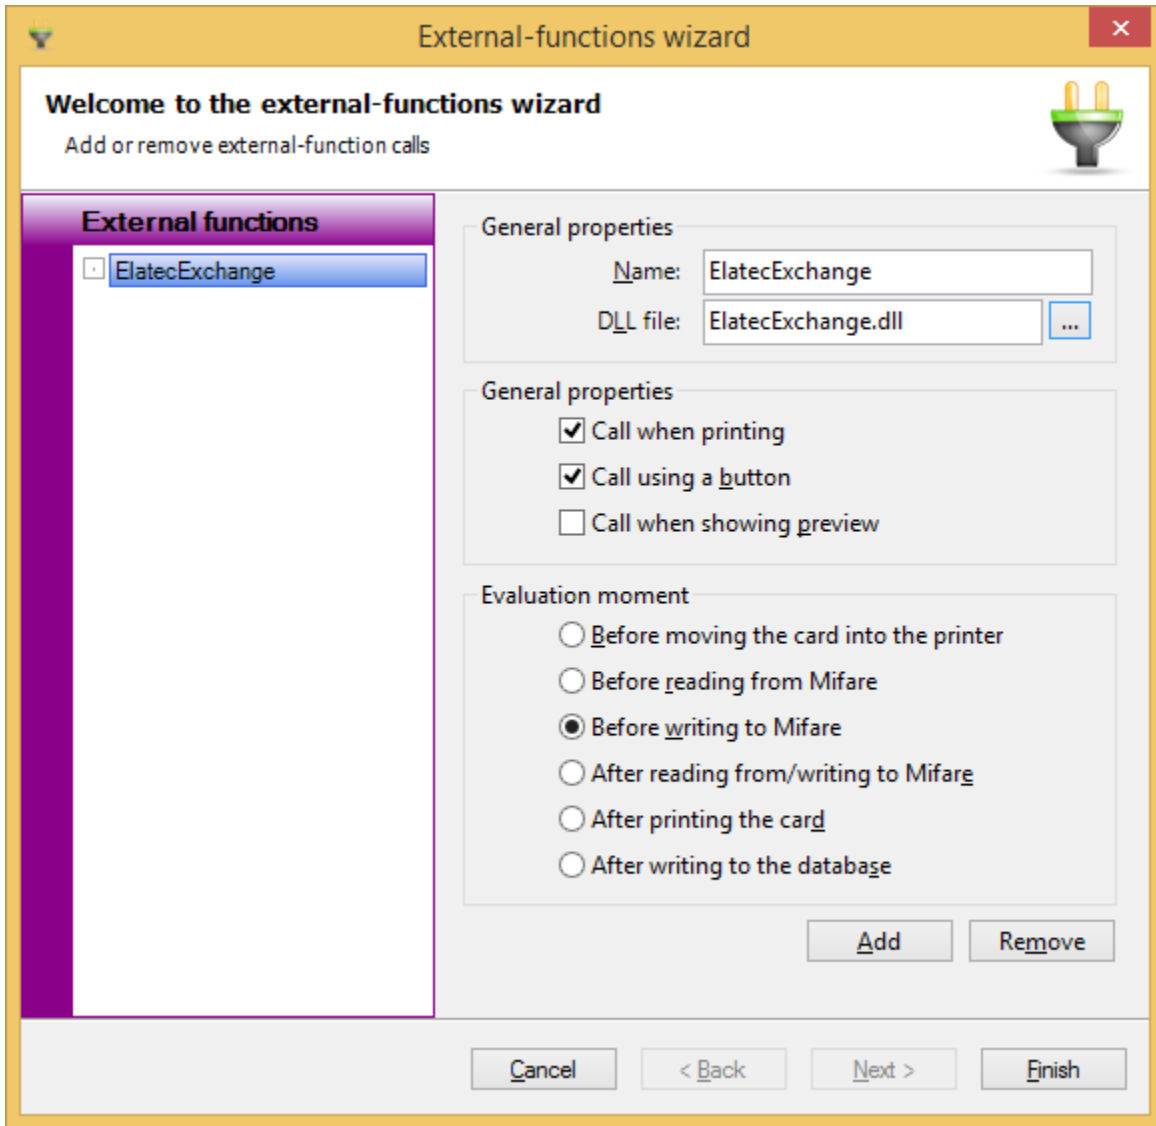 External-functions wizard
Welcome to the external-functions wizard
Add or remove external-function calls
External functions
ElatecExchange
General properties
Name: ElatecExchange
DLL file: ElatecExchange.dll ...
General properties
Call when printing
Call using a button
Call when showing preview
Evaluation moment
Before moving the card into the printer
Before reading from Mifare
Before writing to Mifare
After reading from/writing to Mifare
After printing the card
After writing to the database
Add Remove
Cancel < Back Next > Finish